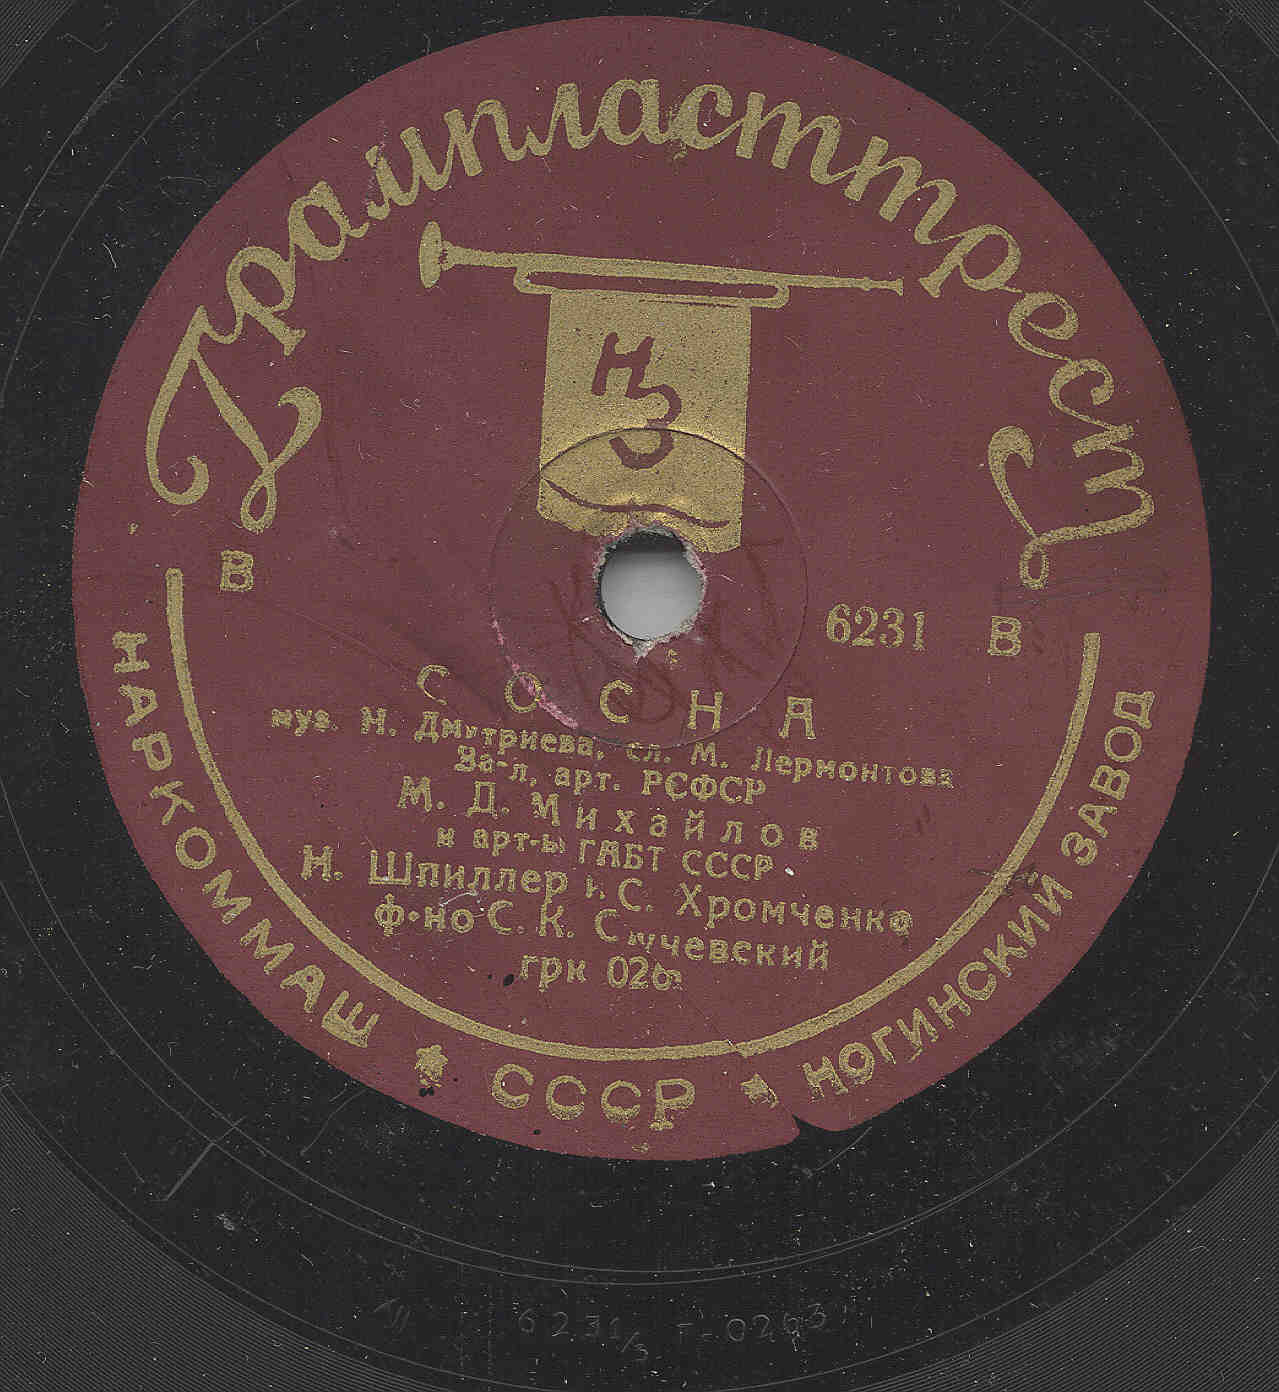 Грампласттрест
НЗ
В
6231 В
СОСНА
муз. Н. Дмитриева, сл. М. Лермонтова
За-л, арт. РСФСР
М. Д. Михайлов
и арт-ы ГАБТ СССР
Н. Шпиллер и С. Хромченко
ф-но С. К. Стучевский
грк 026
НАРКОММАШ ★ СССР ★ НОГИНСКИЙ ЗАВОД
6231/3 Г-0263